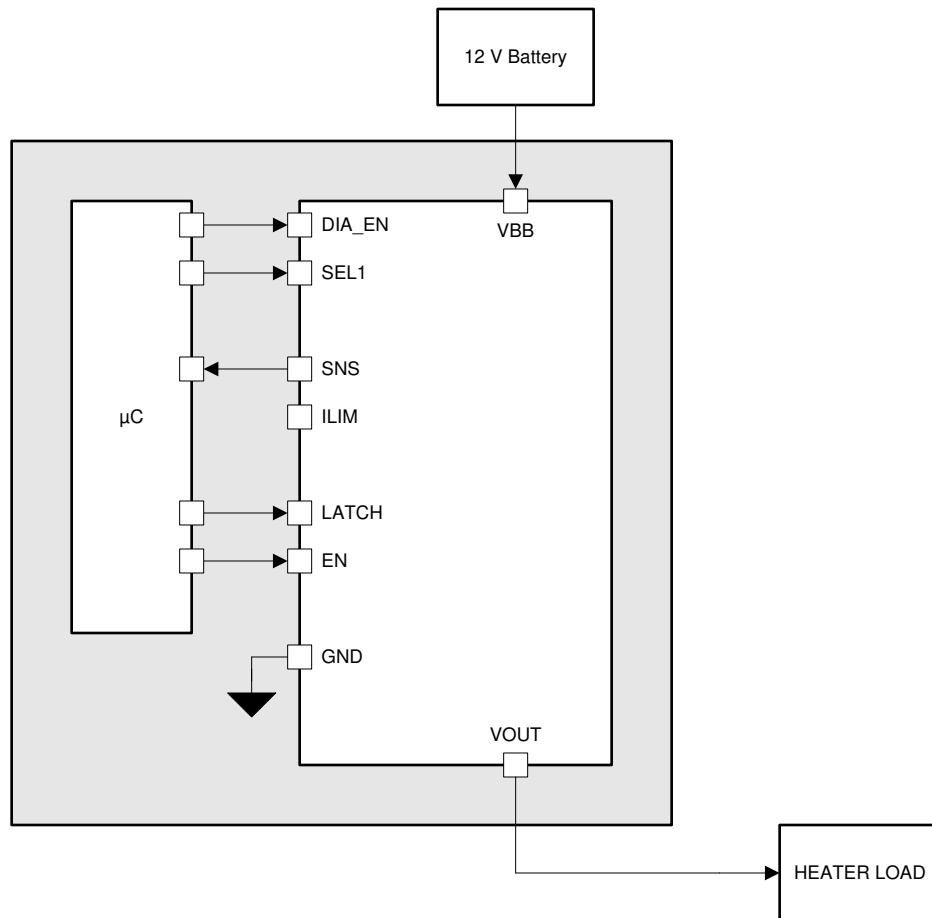 12 V Battery
VBB
DIA_EN
SEL1
SNS
ILIM
µC
LATCH
EN
GND
VOUT
HEATER LOAD